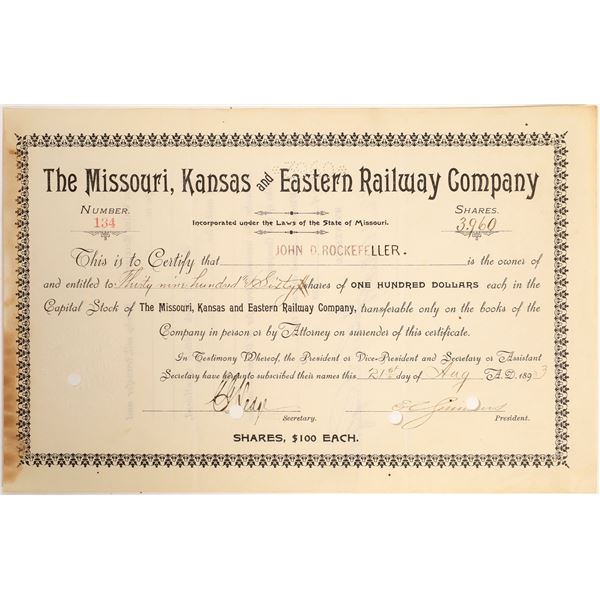 The Missouri, Kansas and Eastern Railway Company
Number. Shares.
134 Incorporated under the Laws of the State of Missouri. 3960
This is to Certify that JOHN D. ROCKEFELLER. is the owner of
and entitled to Thirty nine hundred & Sixty shares of ONE HUNDRED DOLLARS each in the
Capital Stock of The Missouri, Kansas and Eastern Railway Company, transferable only on the books of the
Company in person or by Attorney on surrender of this certificate.
In Testimony Whereof, the President or Vice-President and Secretary or Assistant
Secretary have hereunto subscribed their names this 21st day of Aug A.D. 1893
Secretary. President.
SHARES, $100 EACH.